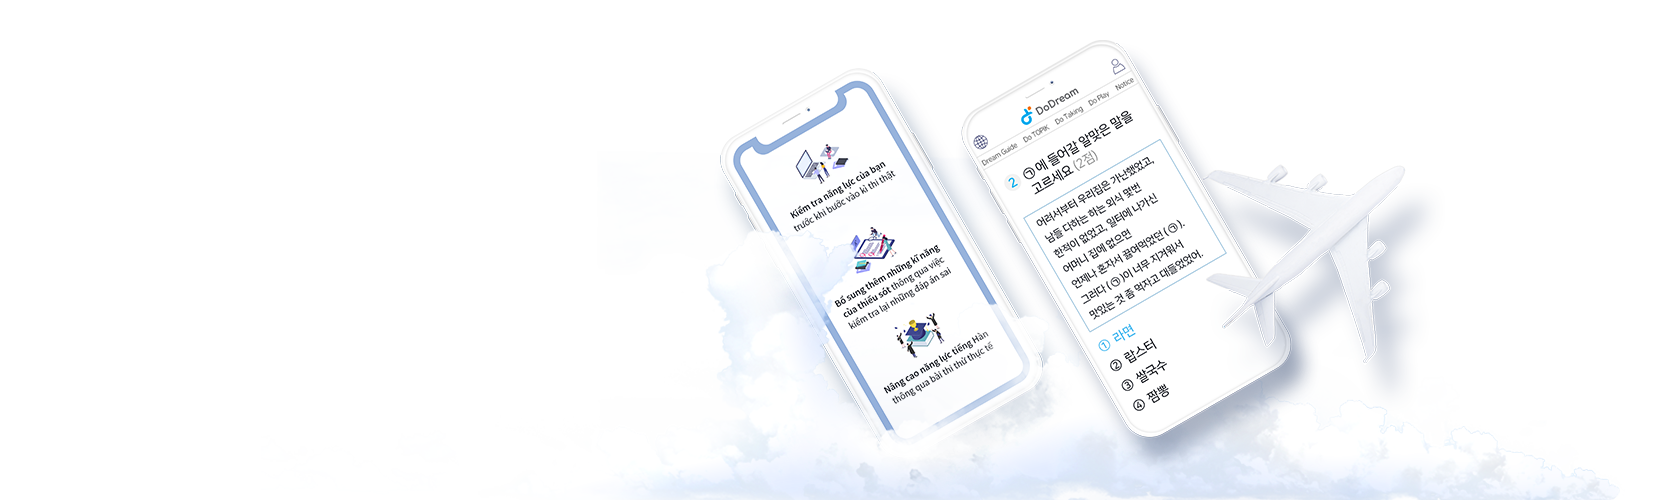 Kiểm tra năng lực của bạn
trước khi bước vào kì thi thật
Bổ sung thêm những kĩ năng
của thiếu sót thông qua việc
kiểm tra lại những đáp án sai
Nâng cao năng lực tiếng Hàn
thông qua bài thi thử thực tế
DoDream
Dream Guide Do TOPIK Do Taking Do Play Notice
2 ㉠에 들어갈 알맞은 말을
고르세요 (2점)
어려서부터 우리집은 가난했었고,
남들 다하는 하는 외식 몇번
한적이 없었고, 일터에 나가신
어머니 집에 없으면
언제나 혼자서 끓여먹었던 (㉠).
그러다 (㉠)이 너무 지겨워서
맛있는 것 좀 먹자고 대들었었어.
① 라면
② 랍스터
③ 쌀국수
④ 짬뽕